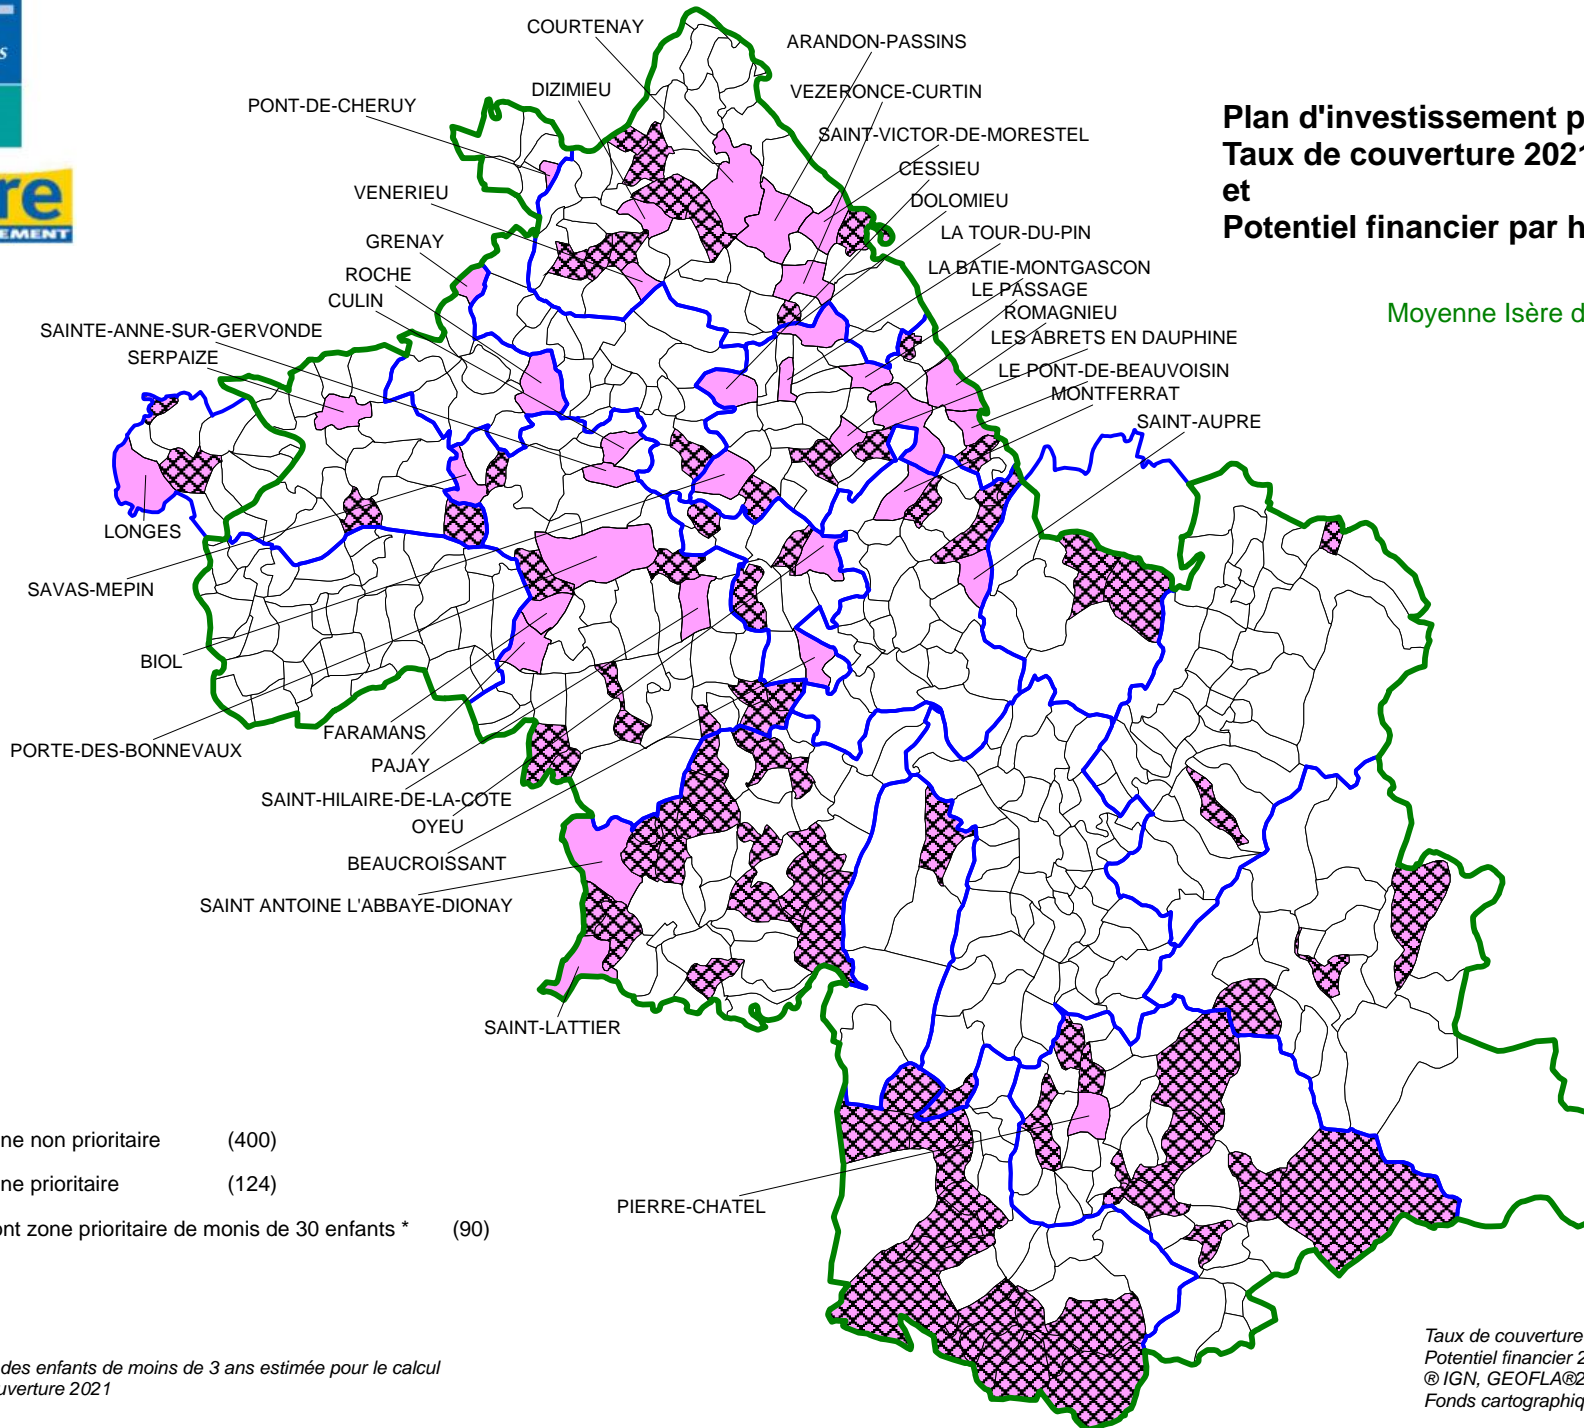 s
re
EMENT
Plan d'investissement p
Taux de couverture 2021
et
Potentiel financier par h
Moyenne Isère d
COURTENAY
ARANDON-PASSINS
DIZIMIEU
VEZERONCE-CURTIN
PONT-DE-CHERUY
SAINT-VICTOR-DE-MORESTEL
CESSIEU
VENERIEU
DOLOMIEU
LA TOUR-DU-PIN
GRENAY
LA BATIE-MONTGASCON
ROCHE
LE PASSAGE
CULIN
ROMAGNIEU
SAINTE-ANNE-SUR-GERVONDE
LES ABRETS EN DAUPHINE
SERPAIZE
LE PONT-DE-BEAUVOISIN
MONTFERRAT
SAINT-AUPRE
LONGES
SAVAS-MEPIN
BIOL
PORTE-DES-BONNEVAUX
FARAMANS
PAJAY
SAINT-HILAIRE-DE-LA-COTE
OYEU
BEAUCROISSANT
SAINT ANTOINE L'ABBAYE-DIONAY
SAINT-LATTIER
PIERRE-CHATEL
ne non prioritaire (400)
ne prioritaire (124)
nt zone prioritaire de monis de 30 enfants * (90)
des enfants de moins de 3 ans estimée pour le calcul
uverture 2021
Taux de couverture
Potentiel financier 2
® IGN, GEOFLA®2
Fonds cartographiq